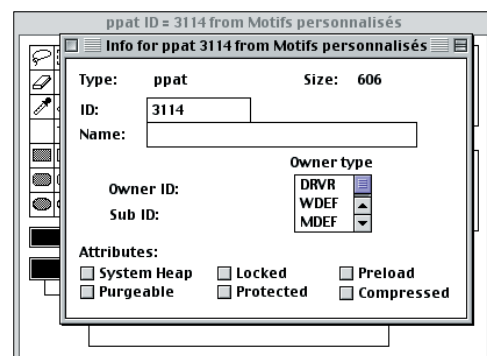 ppat ID = 3114 from Motifs personnalisés
Info for ppat 3114 from Motifs personnalisés
Type: ppat Size: 606
ID: 3114
Name:
Owner type
Owner ID:
DRVR
WDEF
Sub ID:
MDEF
Attributes:
System Heap Locked Preload
Purgeable Protected Compressed